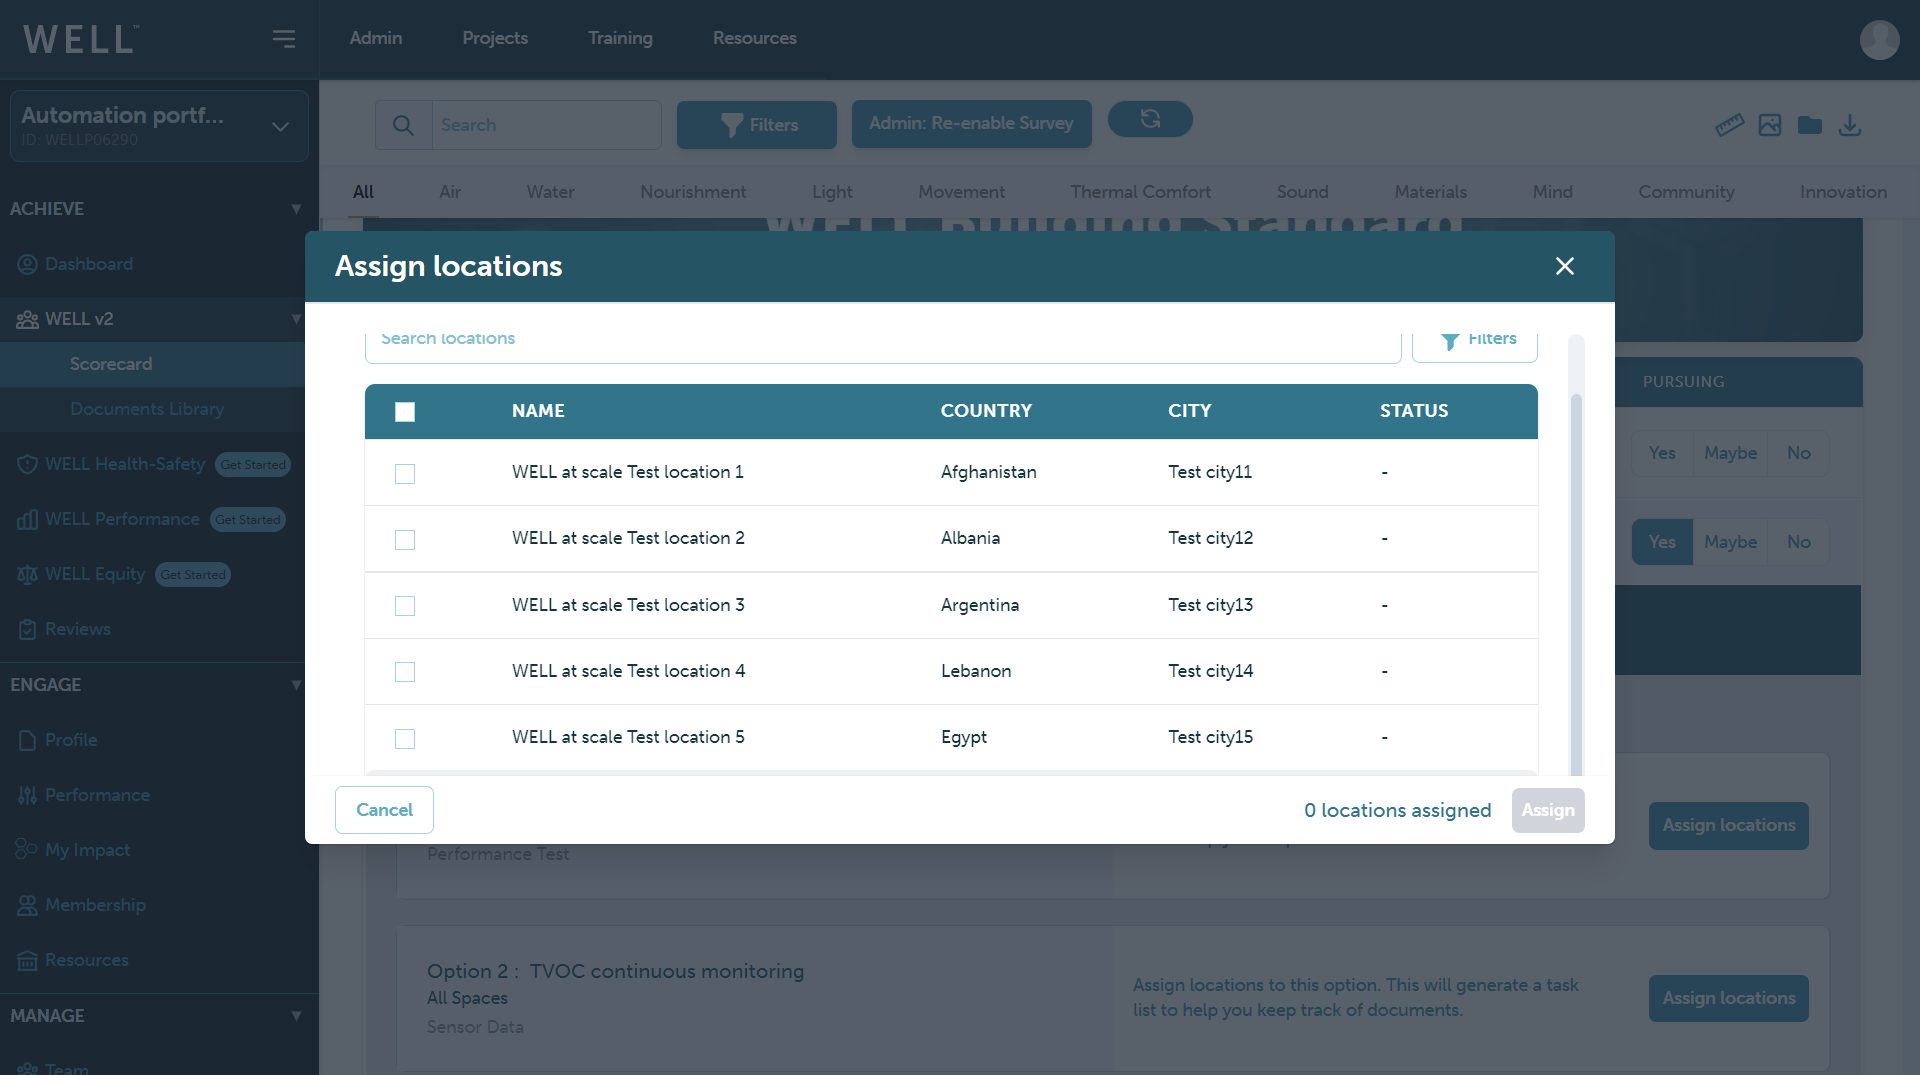 WELL™
Admin
Projects
Training
Resources
Automation portf...
ID: WELLP06290
Search
Filters
Admin: Re-enable Survey
All
Air
Water
Nourishment
Light
Movement
Thermal Comfort
Sound
Materials
Mind
Community
Innovation
ACHIEVE
Dashboard
WELL v2
Scorecard
Documents Library
WELL Health-Safety Get Started
WELL Performance Get Started
WELL Equity Get Started
Reviews
ENGAGE
Profile
Performance
My Impact
Membership
Resources
MANAGE
Team
WELL Building Standard
PURSUING
Yes Maybe No
Yes Maybe No
Assign locations
Search locations
Filters
NAME COUNTRY CITY STATUS
WELL at scale Test location 1 Afghanistan Test city11 -
WELL at scale Test location 2 Albania Test city12 -
WELL at scale Test location 3 Argentina Test city13 -
WELL at scale Test location 4 Lebanon Test city14 -
WELL at scale Test location 5 Egypt Test city15 -
Cancel
0 locations assigned
Assign
Performance Test
Assign locations
Option 2 : TVOC continuous monitoring
All Spaces
Sensor Data
Assign locations to this option. This will generate a task
list to help you keep track of documents.
Assign locations